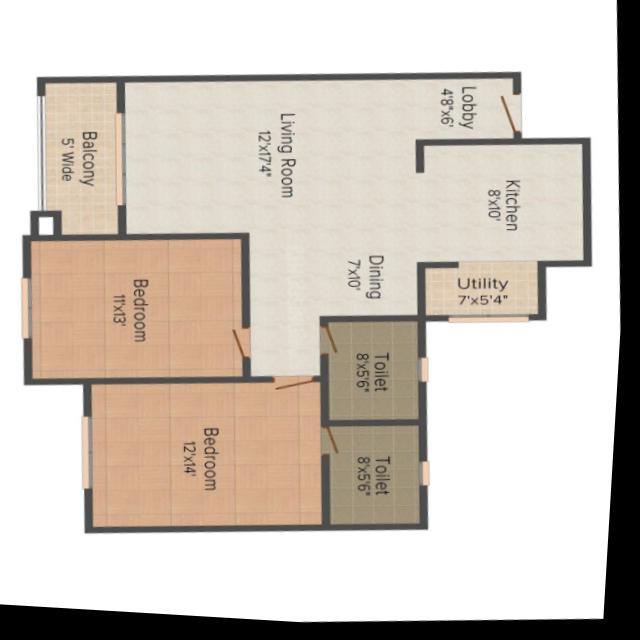 Lobby
4'8"x6'
Living Room
12'x17'4"
Balcony
5' Wide
Kitchen
8'x10'
Dining
7'x10'
Utility
7'x5'4"
Bedroom
11'x13'
Toilet
8'x5'6"
Bedroom
12'x14'
Toilet
8'x5'6"